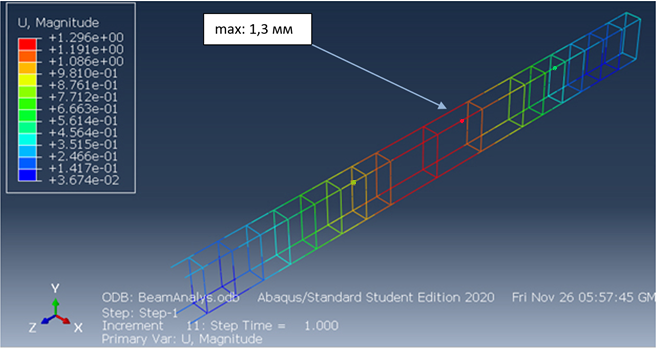 U, Magnitude
+1.296e+00
+1.191e+00
+1.086e+00
+9.810e-01
+8.761e-01
+7.712e-01
+6.663e-01
+5.614e-01
+4.564e-01
+3.515e-01
+2.466e-01
+1.417e-01
+3.674e-02
max: 1,3 мм
Y
Z
X
ODB: BeamAnalys.odb Abaqus/Standard Student Edition 2020 Fri Nov 26 05:57:45 GM
Step: Step-1
Increment 11: Step Time = 1.000
Primary Var: U, Magnitude